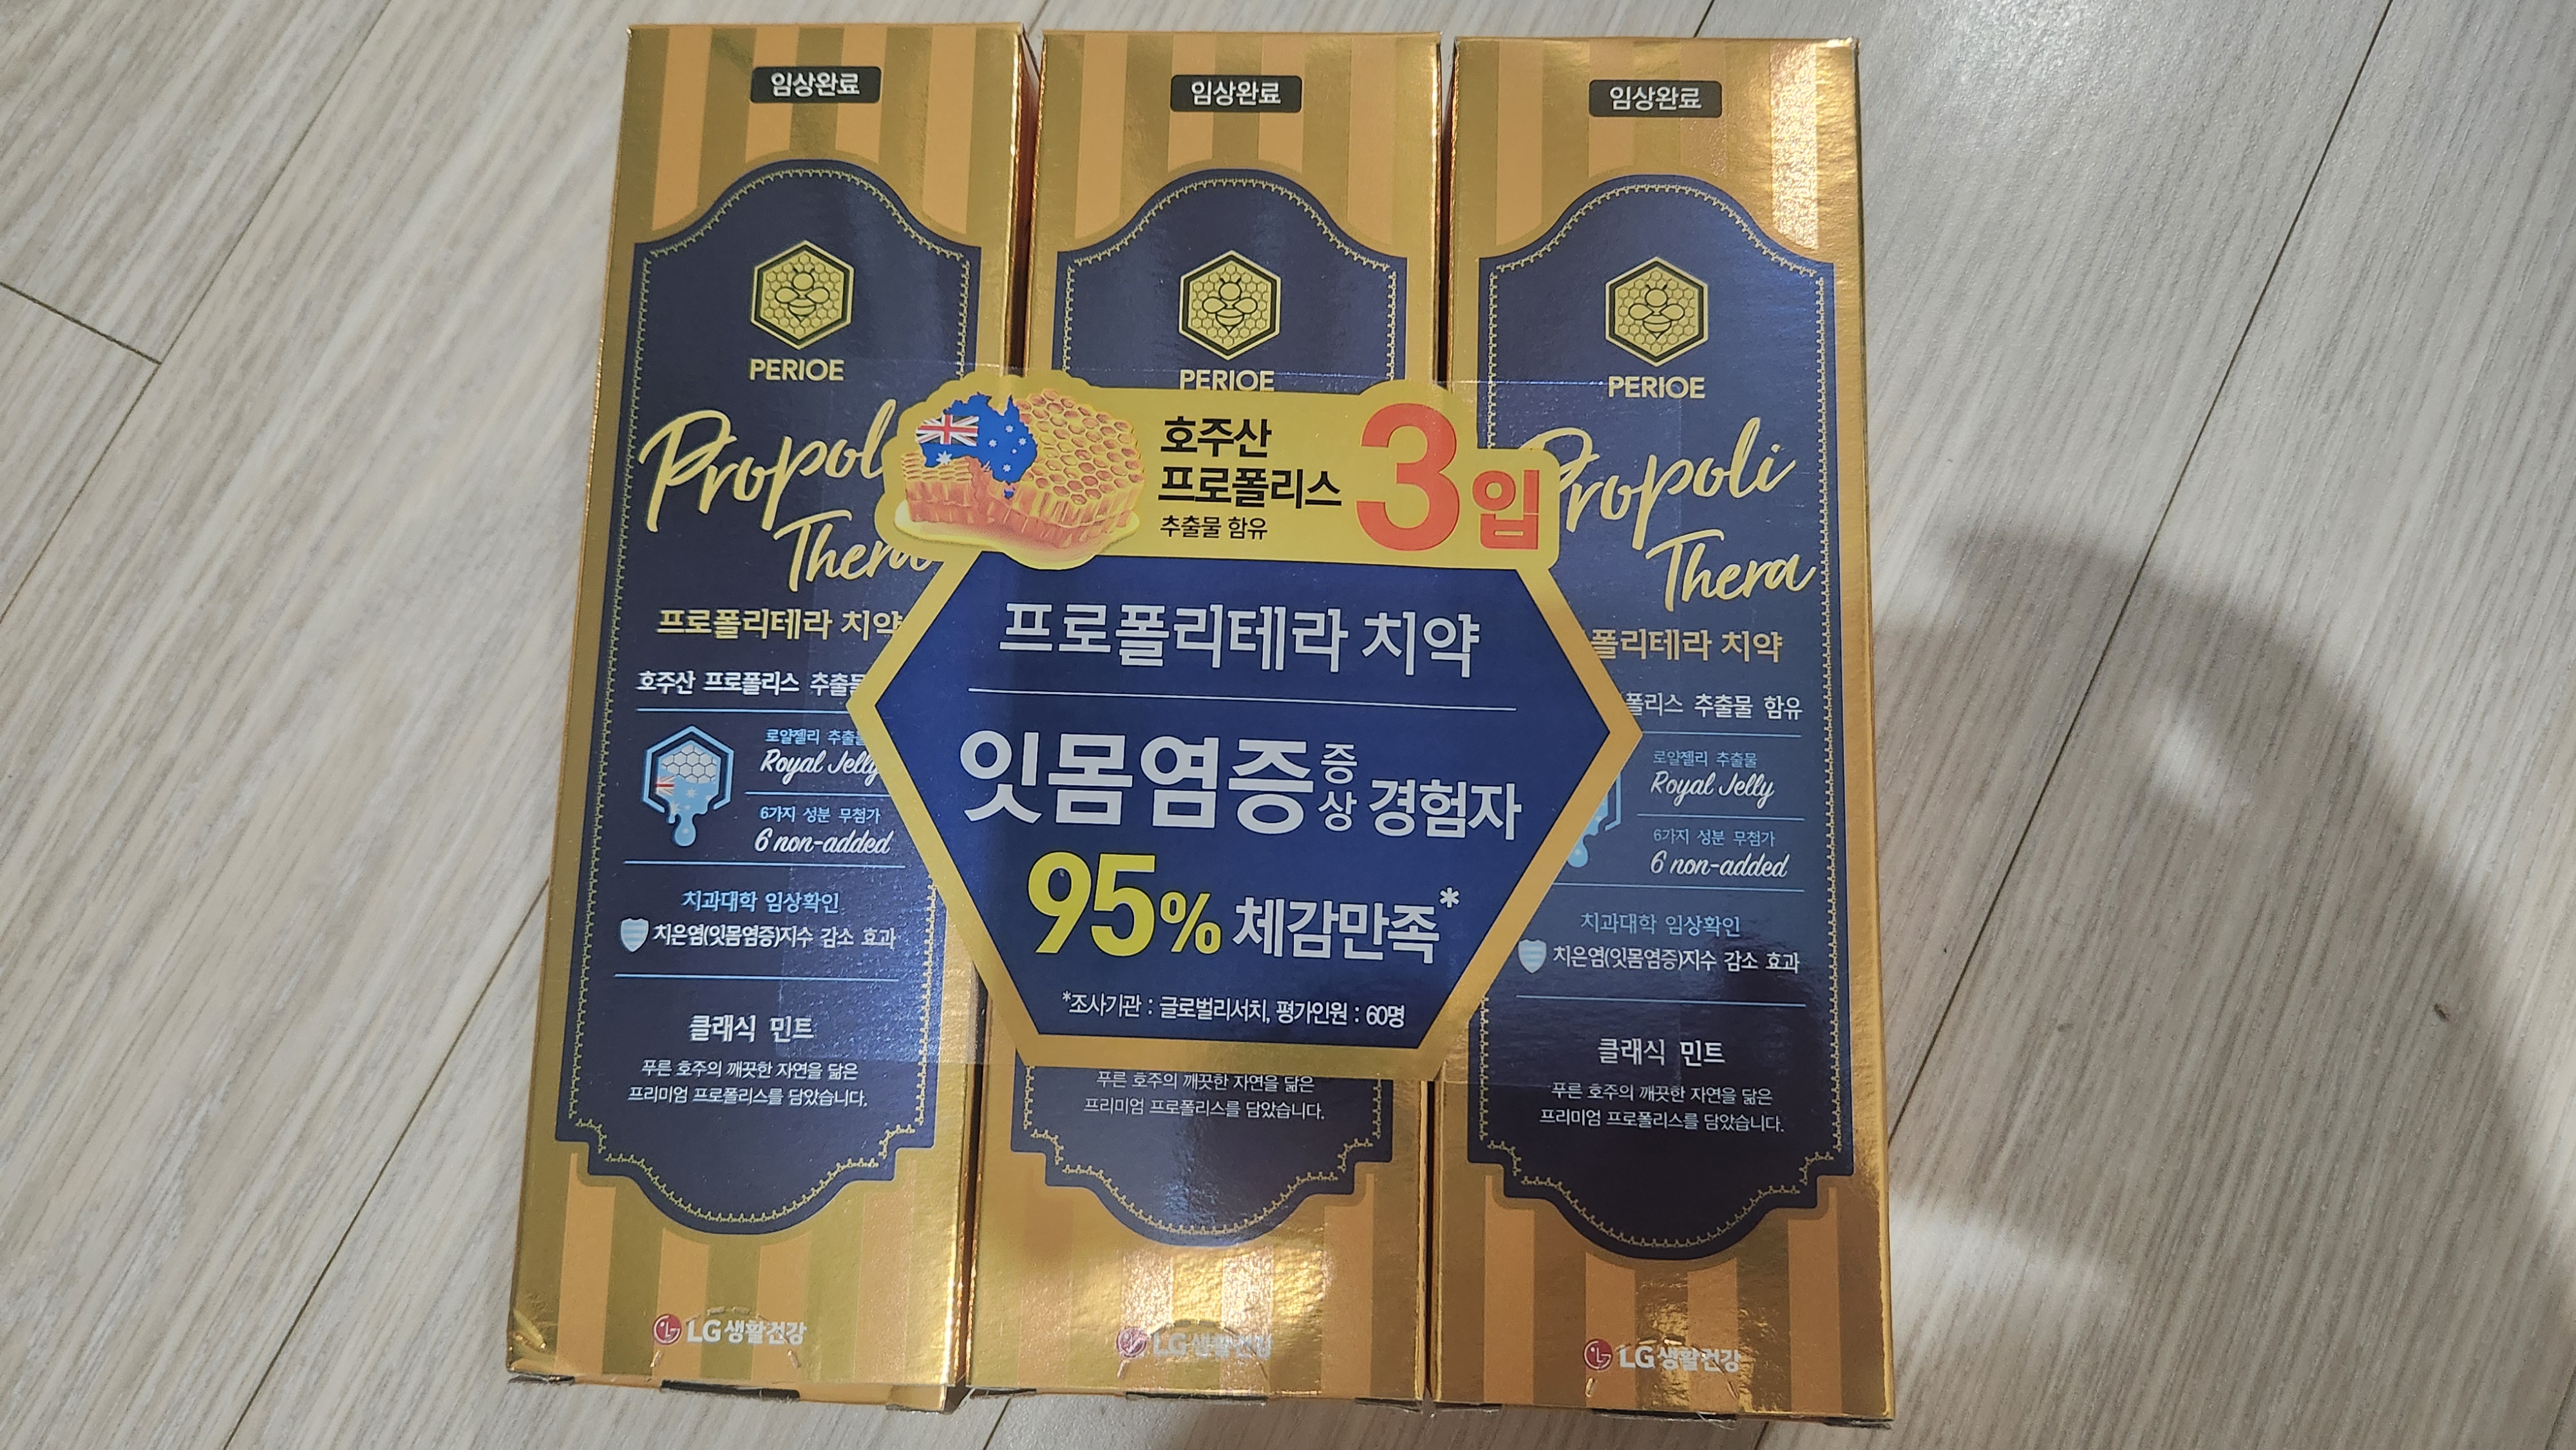 임상완료
PERIOE
Propoli
Thera
프로폴리테라 치약
호주산 프로폴리스 추출물
로얄젤리 추출물
Royal Jelly
6가지 성분 무첨가
6 non-added
치과대학 임상확인
치은염(잇몸염증)지수 감소 효과
클래식 민트
푸른 호주의 깨끗한 자연을 닮은
프리미엄 프로폴리스를 담았습니다.
LG생활건강
임상완료
PERIOE
호주산
프로폴리스
추출물 함유
3입
프로폴리테라 치약
잇몸염증증상 경험자
95% 체감만족*
*조사기관 : 글로벌리서치, 평가인원 : 60명
푸른 호주의 깨끗한 자연을 닮은
프리미엄 프로폴리스를 담았습니다.
LG생활건강
임상완료
PERIOE
Propoli
Thera
폴리테라 치약
폴리스 추출물 함유
로얄젤리 추출물
Royal Jelly
6가지 성분 무첨가
6 non-added
치과대학 임상확인
치은염(잇몸염증)지수 감소 효과
클래식 민트
푸른 호주의 깨끗한 자연을 닮은
프리미엄 프로폴리스를 담았습니다.
LG생활건강